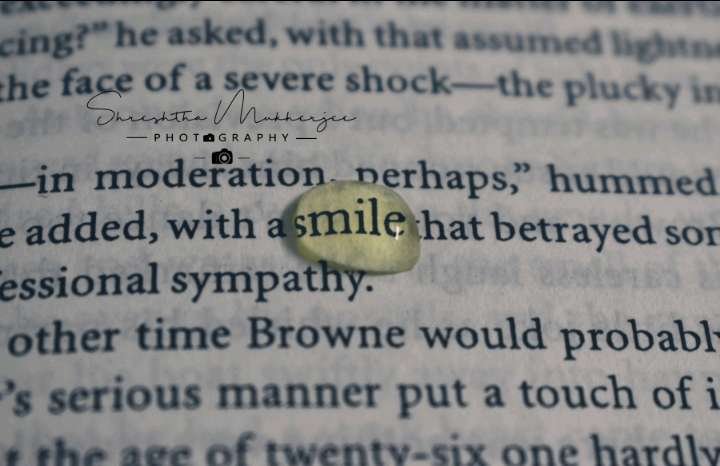 cing?” he asked, with that assumed lightn
the face of a severe shock—the plucky in
Shreshtha Mukherjee
PHOTOGRAPHY
—in moderation, perhaps,” hummed
e added, with a smile that betrayed som
essional sympathy.
other time Browne would probably
’s serious manner put a touch of i
the age of twenty-six one hardly